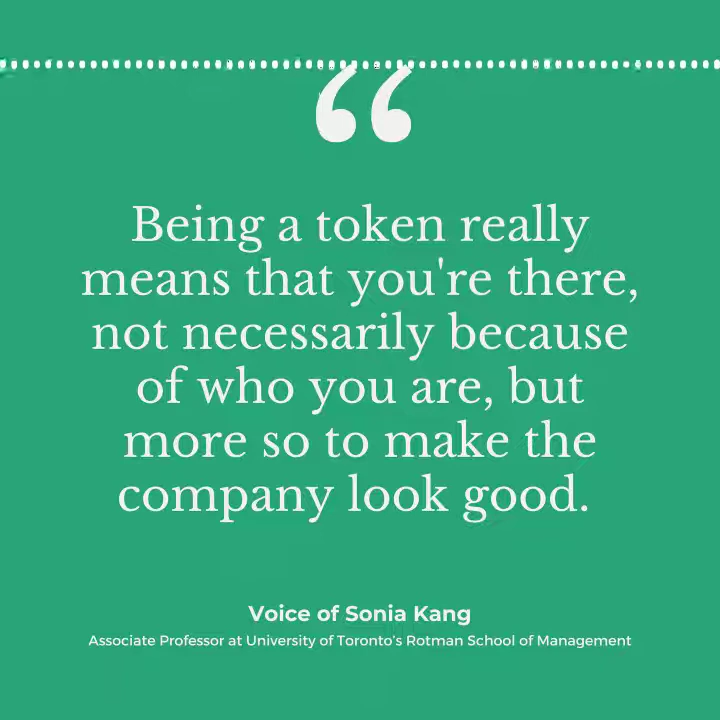 “
Being a token really
means that you're there,
not necessarily because
of who you are, but
more so to make the
company look good.
Voice of Sonia Kang
Associate Professor at University of Toronto's Rotman School of Management